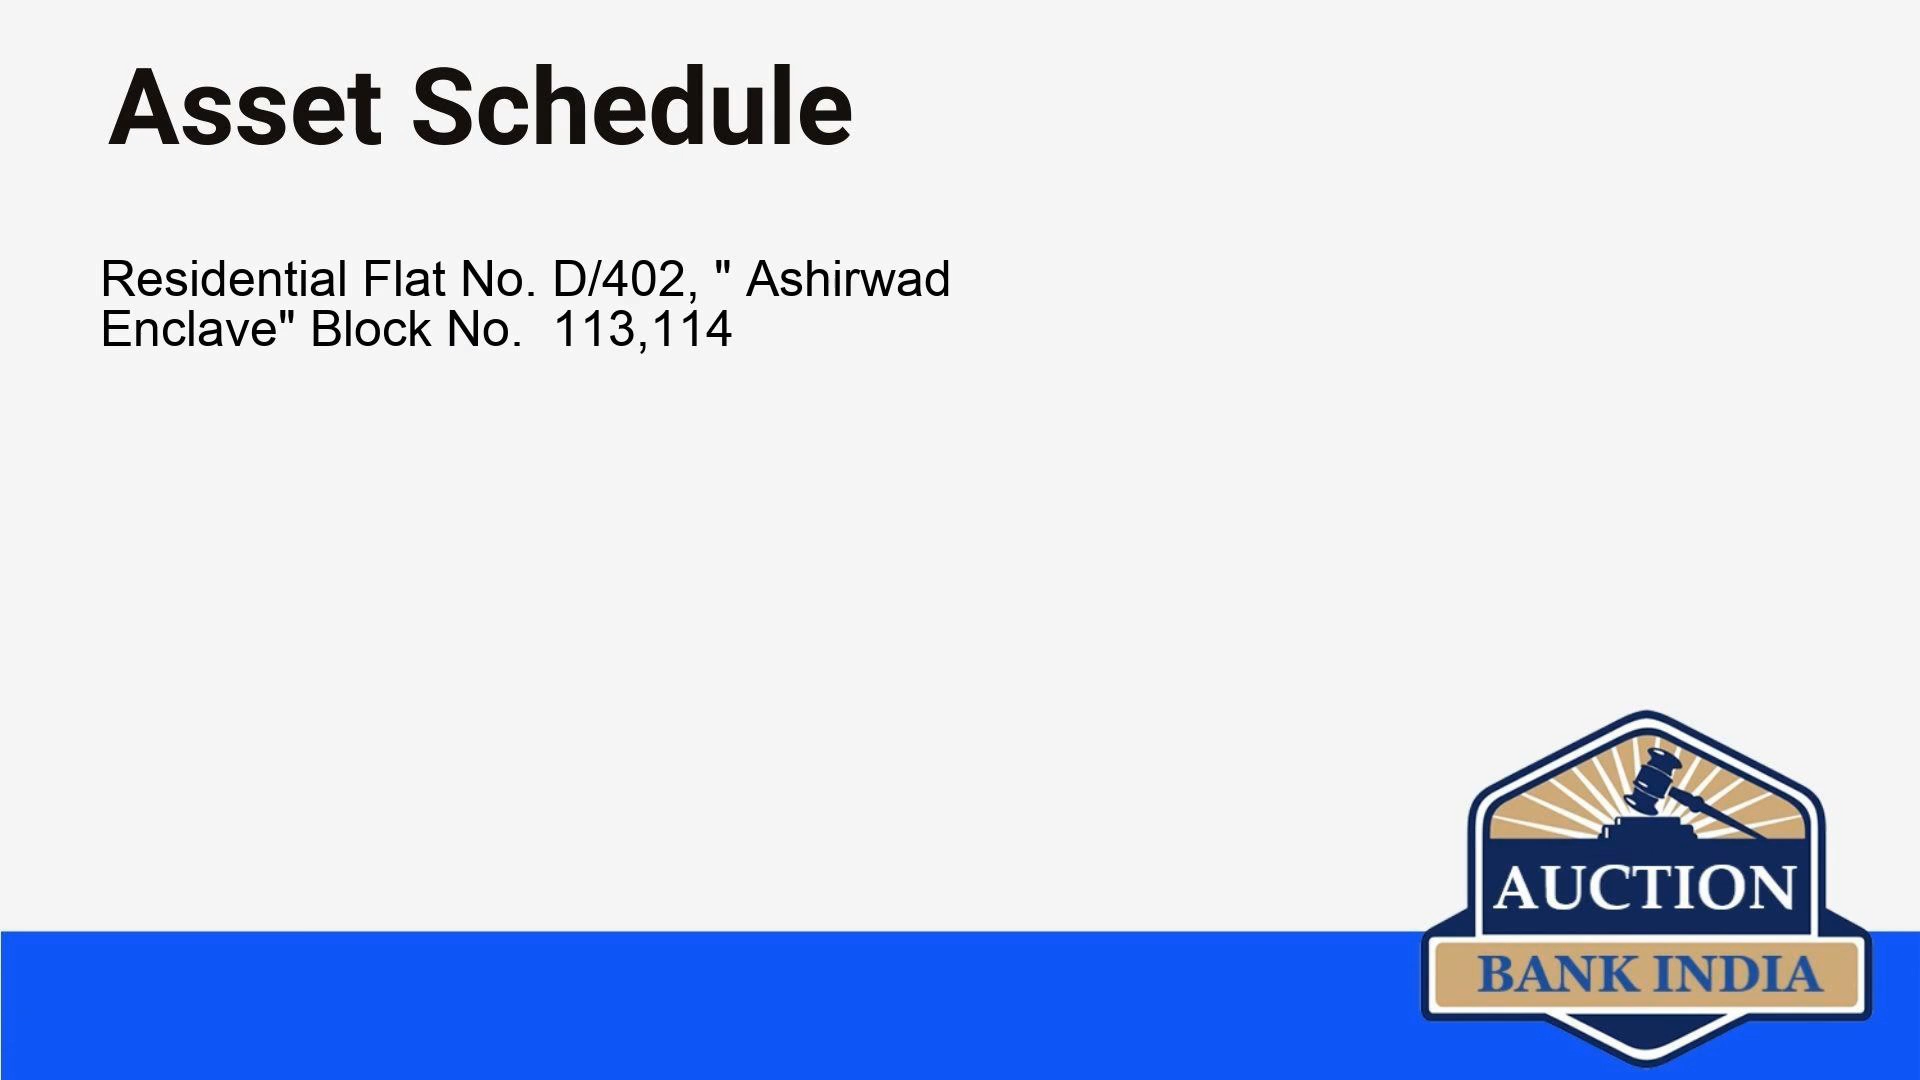 Asset Schedule
Residential Flat No. D/402, " Ashirwad
Enclave" Block No.  113,114
AUCTION
BANK INDIA